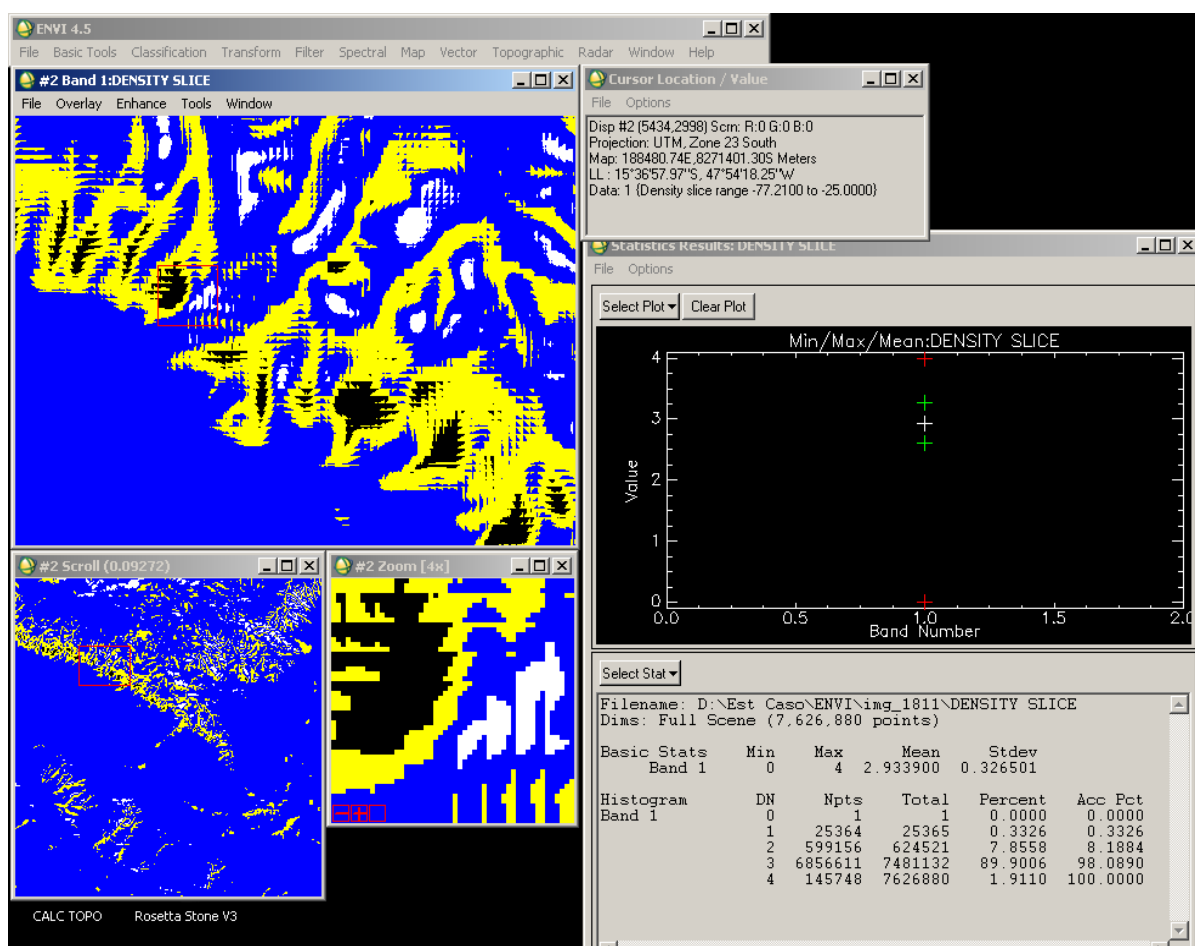 ENVI 4.5
File Basic Tools Classification Transform Filter Spectral Map Vector Topographic Radar Window Help
#2 Band 1:DENSITY SLICE
File Overlay Enhance Tools Window
Cursor Location / Value
File Options
Disp #2 (5434,2998) Scrn: R:0 G:0 B:0
Projection: UTM, Zone 23 South
Map: 188480.74E,8271401.30S Meters
LL : 15°36'57.97"S, 47°54'18.25"W
Data: 1 {Density slice range -77.2100 to -25.0000}
Statistics Results: DENSITY SLICE
File Options
Select Plot Clear Plot
Min/Max/Mean:DENSITY SLICE
4
3
2
1
0
Value
0.0 0.5 1.0 1.5 2.0
Band Number
#2 Scroll (0.09272)
#2 Zoom [4x]
Select Stat
Filename: D:\Est Caso\ENVI\img_1811\DENSITY SLICE
Dims: Full Scene (7,626,880 points)
Basic Stats Min Max Mean Stdev
Band 1 0 4 2.933900 0.326501
Histogram DN Npts Total Percent Acc Pct
Band 1 0 1 1 0.0000 0.0000
1 25364 25365 0.3326 0.3326
2 599156 624521 7.8558 8.1884
3 6856611 7481132 89.9006 98.0890
4 145748 7626880 1.9110 100.0000
CALC TOPO Rosetta Stone V3